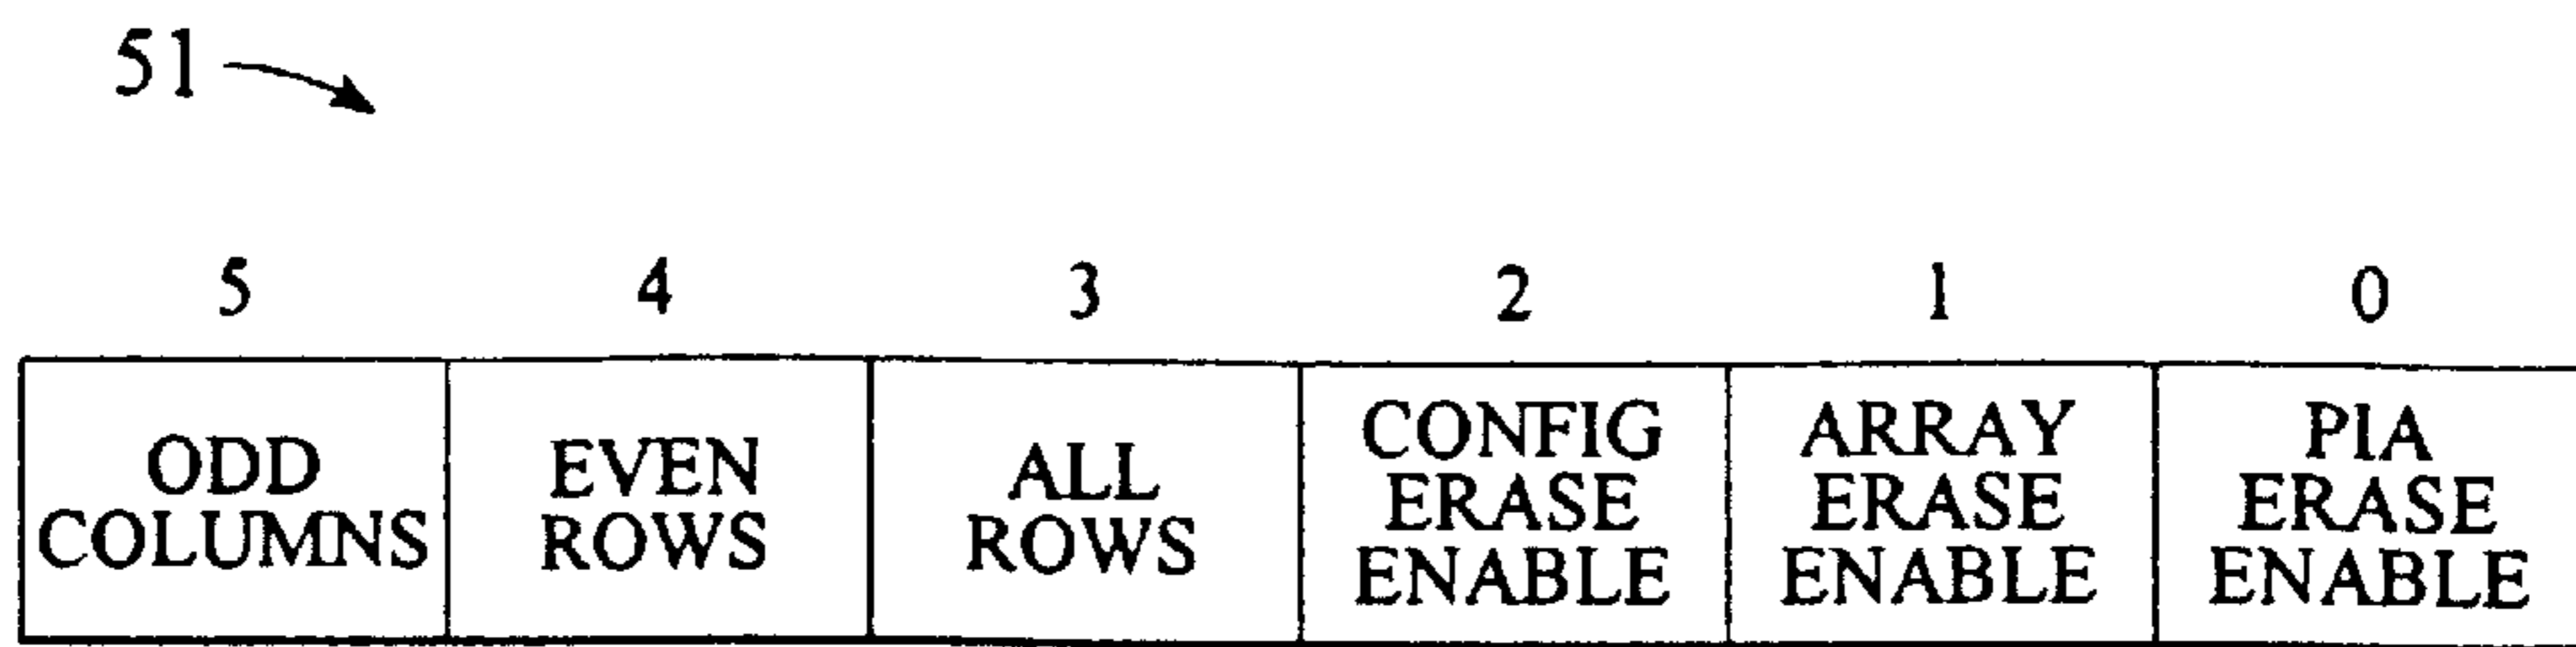 51
5 4 3 2 1 0
ODD COLUMNS
EVEN ROWS
ALL ROWS
CONFIG ERASE ENABLE
ARRAY ERASE ENABLE
PIA ERASE ENABLE